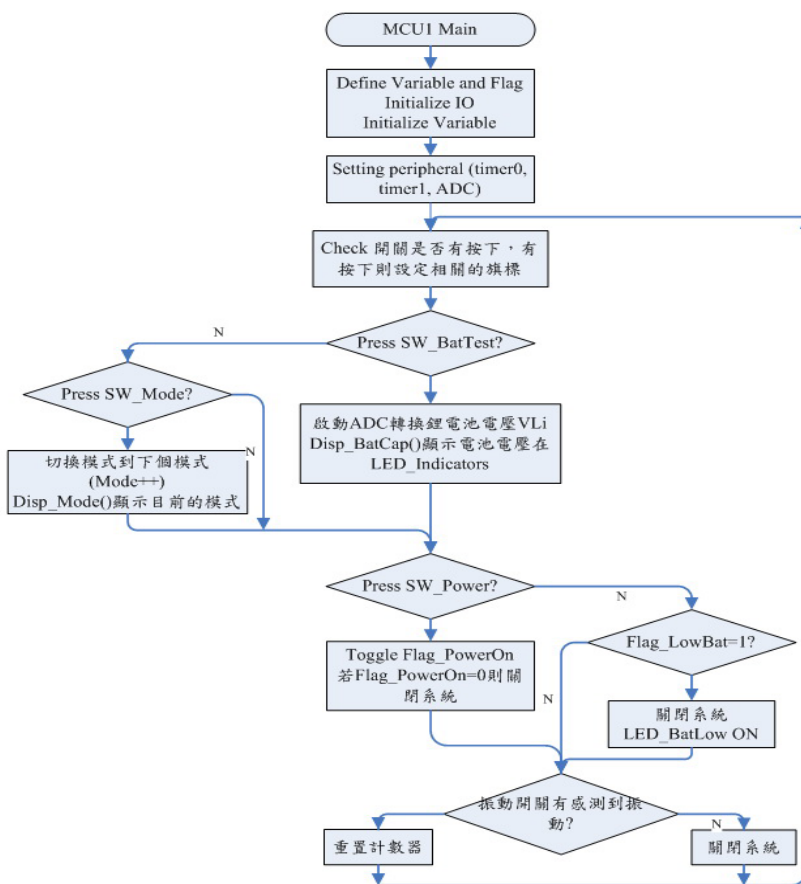 MCU1 Main
Define Variable and Flag
Initialize IO
Initialize Variable
Setting peripheral (timer0,
timer1, ADC)
Check 開關是否有按下，有
按下則設定相關的旗標
N
Press SW_BatTest?
Press SW_Mode?
啟動ADC轉換鋰電池電壓VLi
Disp_BatCap()顯示電池電壓在
LED_Indicators
N
切換模式到下個模式
(Mode++)
Disp_Mode()顯示目前的模式
Press SW_Power?
N
Flag_LowBat=1?
Toggle Flag_PowerOn
若Flag_PowerOn=0則關
閉系統
N
關閉系統
LED_BatLow ON
振動開關有感測到振
動?
N
重置計數器
關閉系統